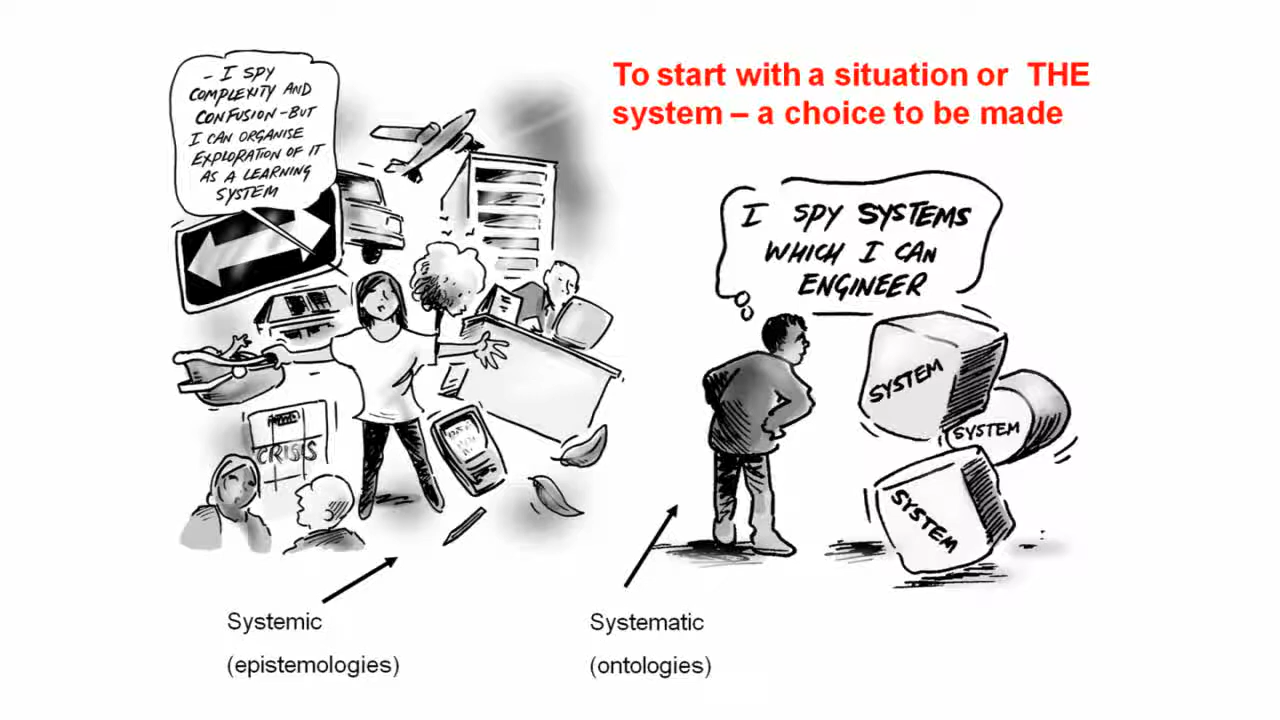 To start with a situation or THE
system – a choice to be made
- I SPY
COMPLEXITY AND
CONFUSION - BUT
I CAN ORGANISE
EXPLORATION OF IT
AS A LEARNING
SYSTEM
CRISIS
I SPY SYSTEMS
WHICH I CAN
ENGINEER
SYSTEM
SYSTEM
SYSTEM
Systemic
(epistemologies)
Systematic
(ontologies)